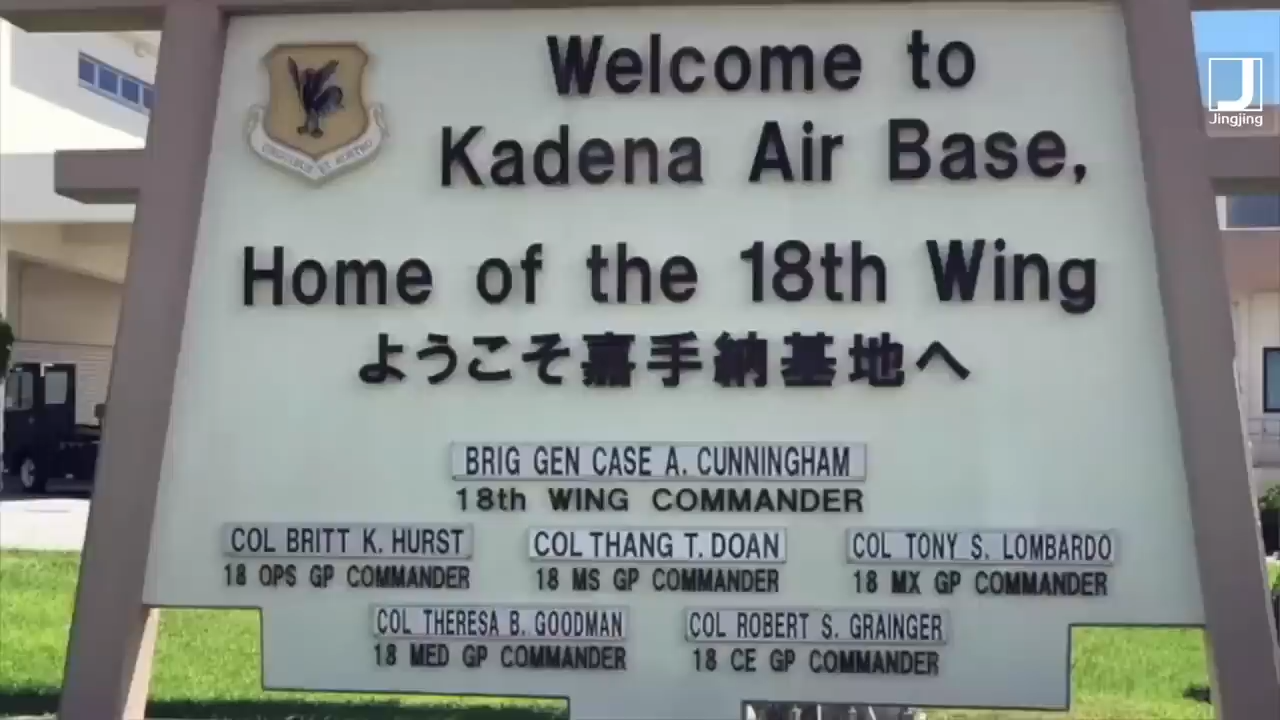 Welcome to
Kadena Air Base,
Home of the 18th Wing
ようこそ嘉手納基地へ
BRIG GEN CASE A. CUNNINGHAM
18th WING COMMANDER
COL BRITT K. HURST
18 OPS GP COMMANDER
COL THANG T. DOAN
18 MS GP COMMANDER
COL TONY S. LOMBARDO
18 MX GP COMMANDER
COL THERESA B. GOODMAN
18 MED GP COMMANDER
COL ROBERT S. GRAINGER
18 CE GP COMMANDER
J
Jingjing